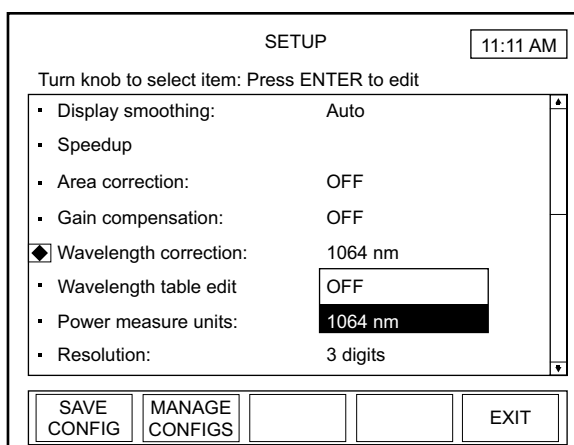 SETUP
11:11 AM
Turn knob to select item: Press ENTER to edit
▪ Display smoothing: Auto
▪ Speedup
▪ Area correction: OFF
▪ Gain compensation: OFF
Wavelength correction: 1064 nm
▪ Wavelength table edit OFF
▪ Power measure units: 1064 nm
▪ Resolution: 3 digits
SAVE
CONFIG
MANAGE
CONFIGS
EXIT